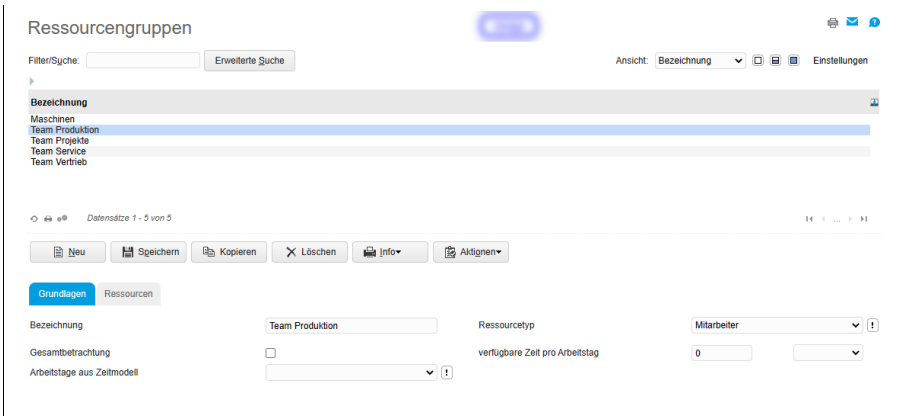 Ressourcengruppen
Filter/Suche: Erweiterte Suche Ansicht: Bezeichnung Einstellungen
Bezeichnung
Maschinen
Team Produktion
Team Projekte
Team Service
Team Vertrieb
Datensätze 1 - 5 von 5 ...
Neu Speichern Kopieren Löschen Info Aktionen
Grundlagen Ressourcen
Bezeichnung Team Produktion Ressourcetyp Mitarbeiter !
Gesamtbetrachtung verfügbare Zeit pro Arbeitstag 0
Arbeitstage aus Zeitmodell !